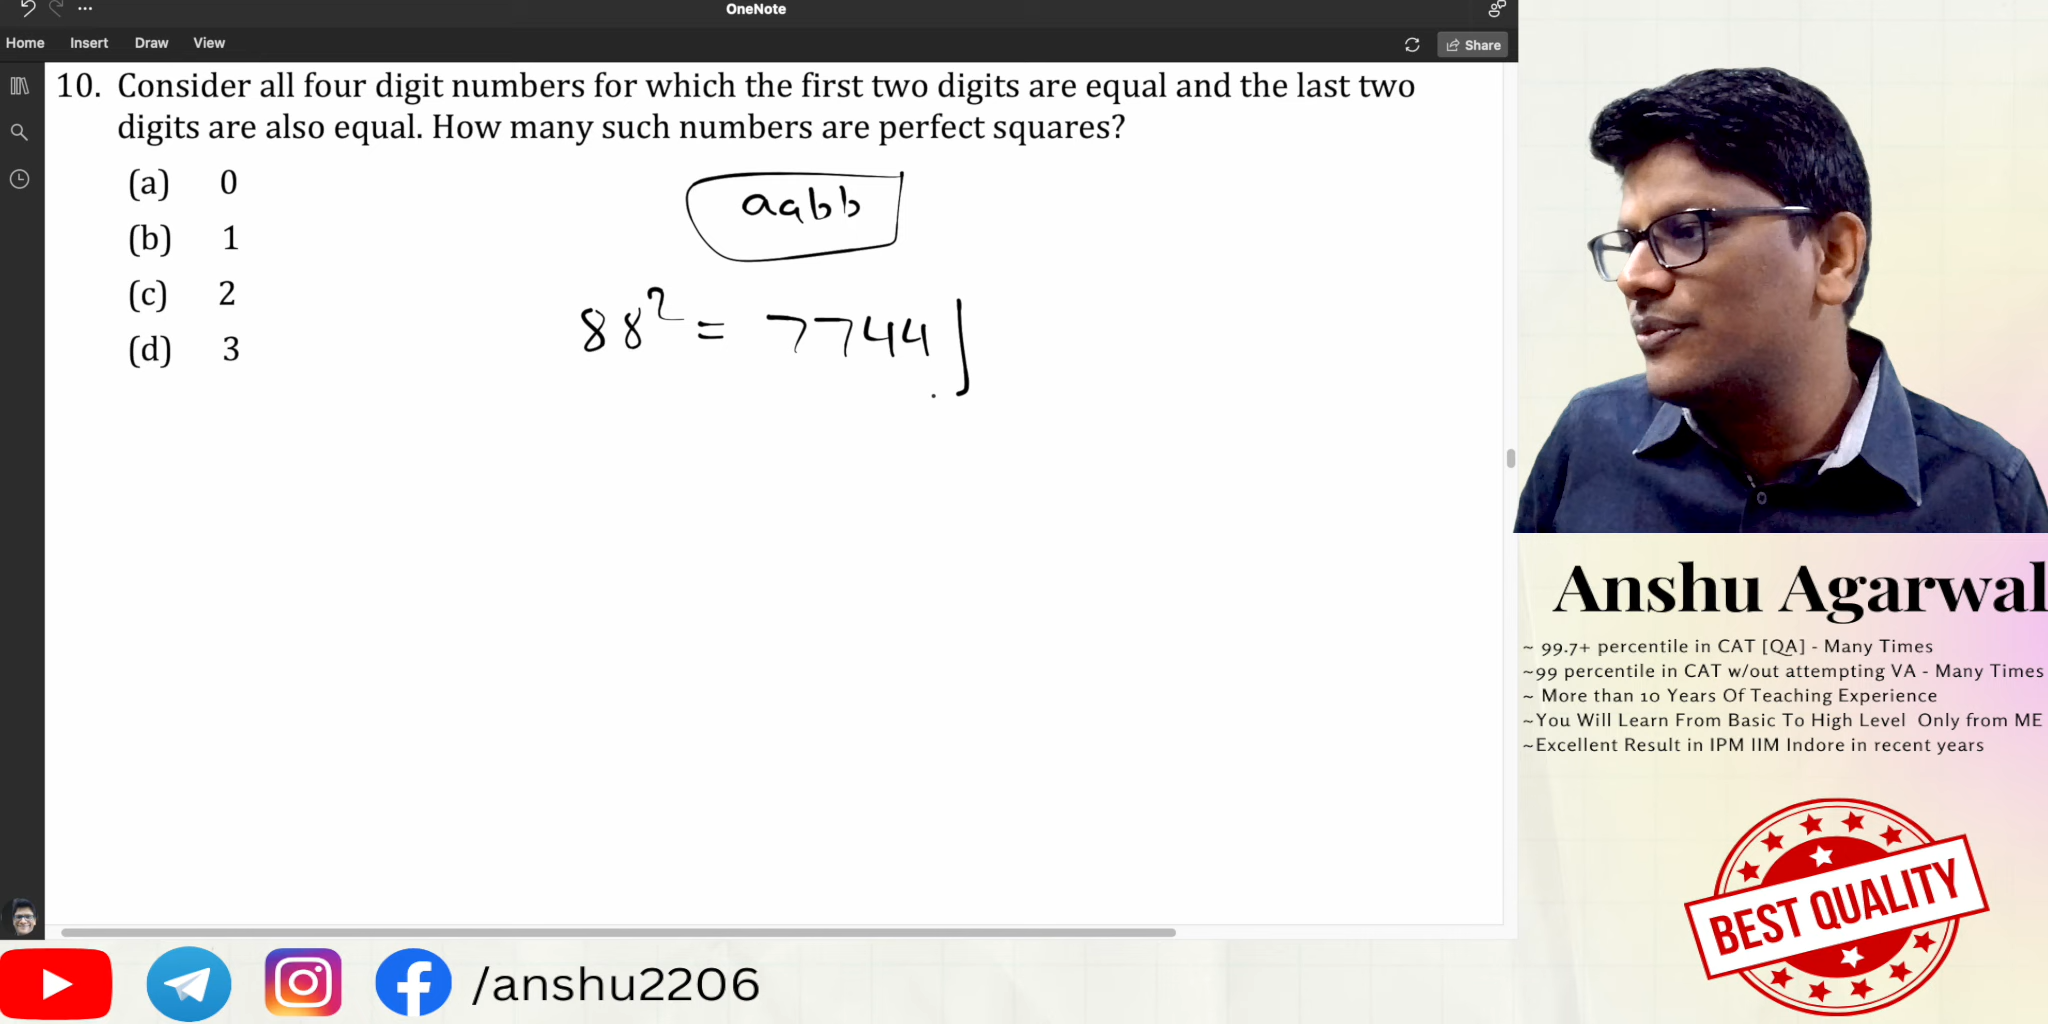 OneNote
Home Insert Draw View Share
10. Consider all four digit numbers for which the first two digits are equal and the last two
digits are also equal. How many such numbers are perfect squares?
(a) 0
(b) 1
(c) 2
(d) 3
aabb
88² = 7744
Anshu Agarwal
~ 99.7+ percentile in CAT [QA] - Many Times
~99 percentile in CAT w/out attempting VA - Many Times
~ More than 10 Years Of Teaching Experience
~You Will Learn From Basic To High Level Only from ME
~Excellent Result in IPM IIM Indore in recent years
BEST QUALITY
/anshu2206